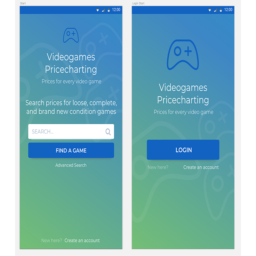 12:30
Videogames
Pricecharting
Prices for every video game
Search prices for loose, complete,
and brand new condition games
SEARCH...
FIND A GAME
Advanced Search
New here? Create an account
12:30
Videogames
Pricecharting
Prices for every video game
LOGIN
New here? Create an account